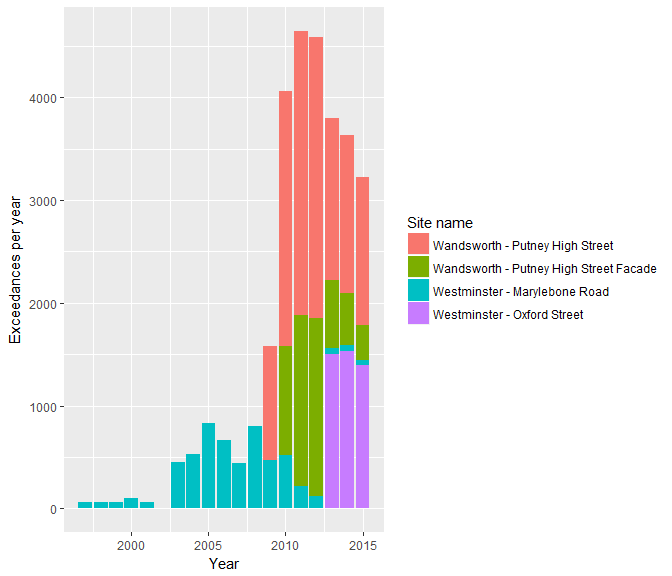 Exceedances per year
4000
3000
2000
1000
0
2000 2005 2010 2015
Year
Site name
Wandsworth - Putney High Street
Wandsworth - Putney High Street Facade
Westminster - Marylebone Road
Westminster - Oxford Street